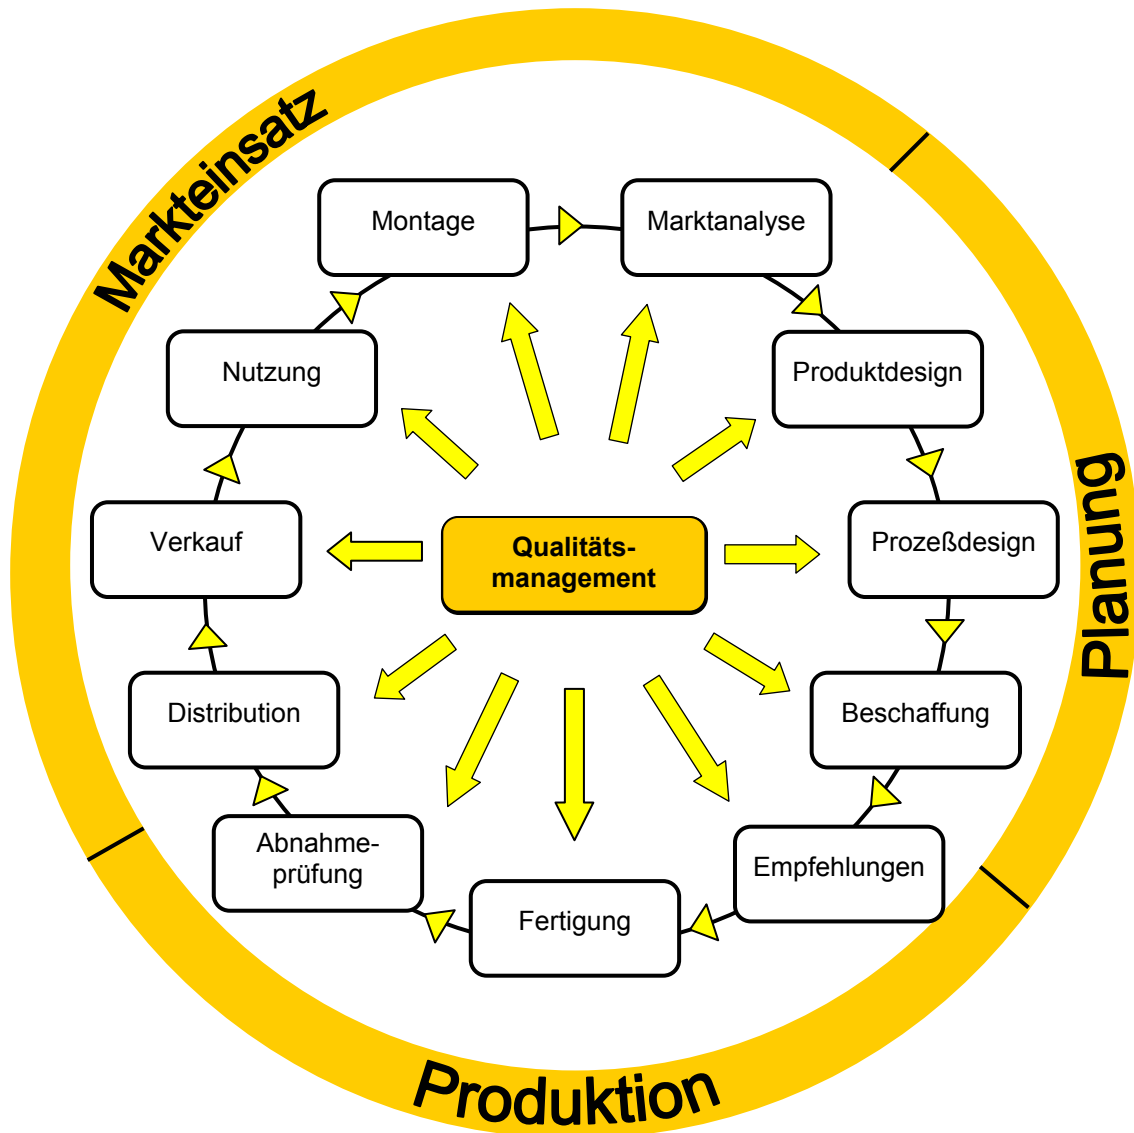 Markteinsatz
Montage
Marktanalyse
Nutzung
Produktdesign
Planung
Verkauf
Qualitäts-
management
Prozeßdesign
Distribution
Beschaffung
Abnahme-
prüfung
Fertigung
Empfehlungen
Produktion